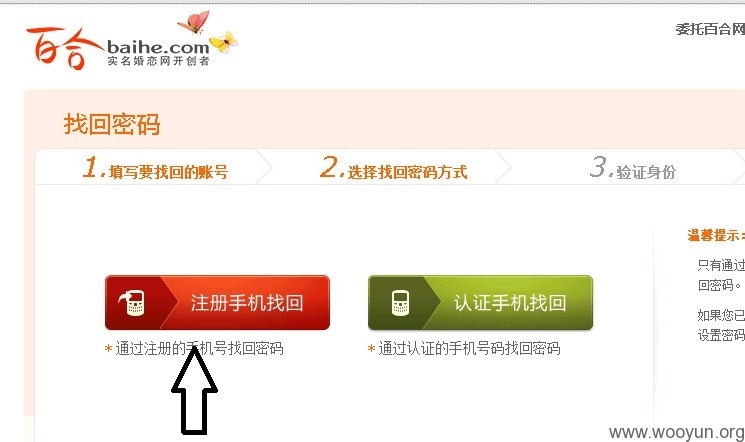 百合 baihe.com
实名婚恋网开创者
委托百合网
找回密码
1.填写要找回的账号 2.选择找回密码方式 3.验证身份
温馨提示:
只有通过
回密码。
如果您已
设置密码
注册手机找回 认证手机找回
*通过注册的手机号找回密码 *通过认证的手机号码找回密码
www.wooyun.org